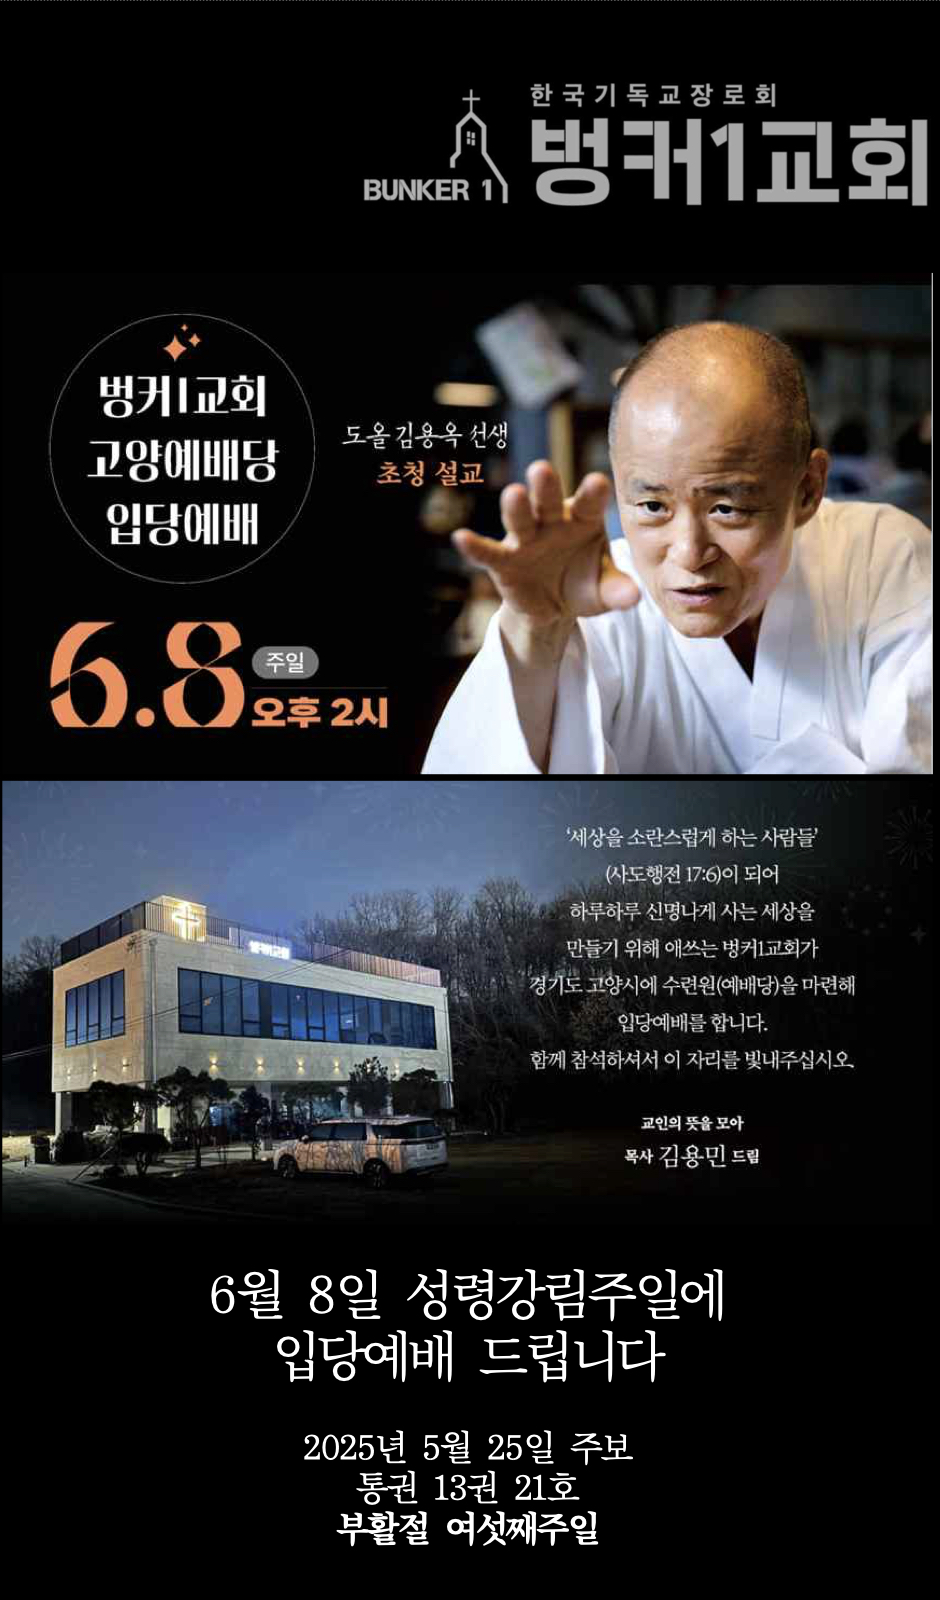 한국기독교장로회
BUNKER 1
벙커1교회
벙커1교회
고양예배당
입당예배
도올 김용옥 선생
초청 설교
6.8
주일
오후 2시
벙커1교회
‘세상을 소란스럽게 하는 사람들’
(사도행전 17:6)이 되어
하루하루 신명나게 사는 세상을
만들기 위해 애쓰는 벙커1교회가
경기도 고양시에 수련원(예배당)을 마련해
입당예배를 합니다.
함께 참석하셔서 이 자리를 빛내주십시오.
교인의 뜻을 모아
목사 김용민 드림
6월 8일 성령강림주일에
입당예배 드립니다
2025년 5월 25일 주보
통권 13권 21호
부활절 여섯째주일